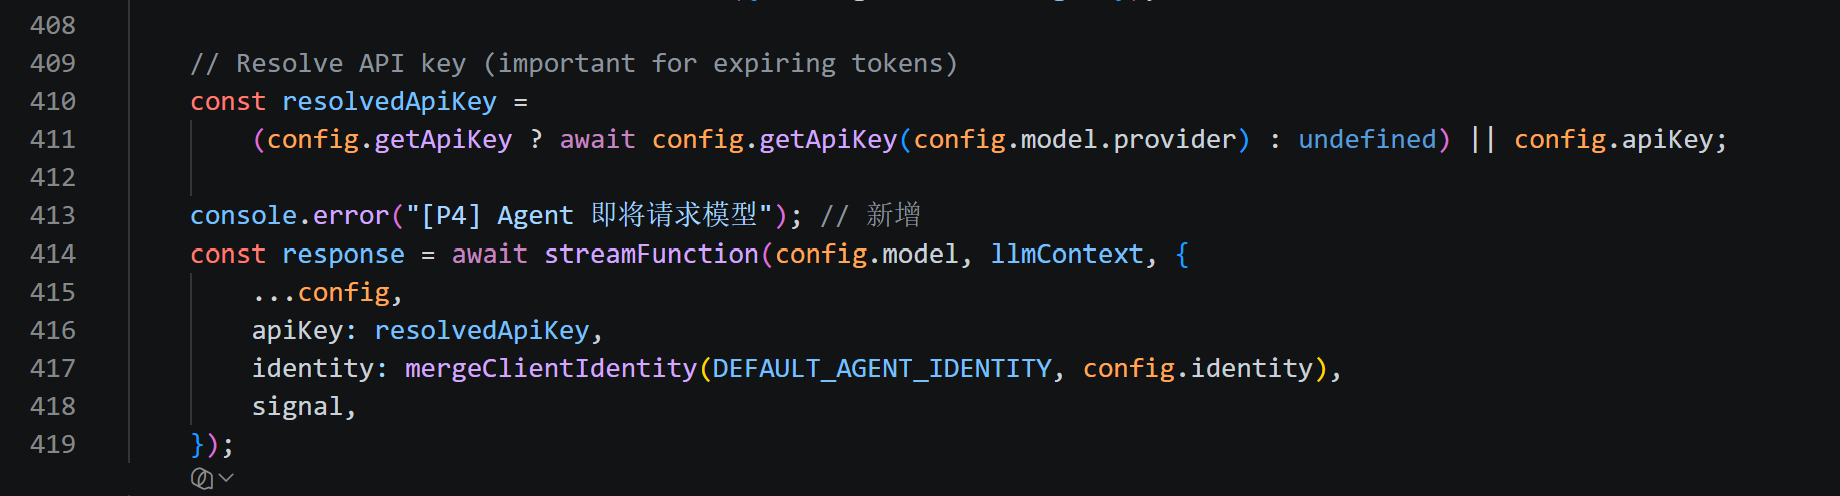 408
409 // Resolve API key (important for expiring tokens)
410 const resolvedApiKey =
411 (config.getApiKey ? await config.getApiKey(config.model.provider) : undefined) || config.apiKey;
412
413 console.error("[P4] Agent 即将请求模型"); // 新增
414 const response = await streamFunction(config.model, llmContext, {
415 ...config,
416 apiKey: resolvedApiKey,
417 identity: mergeClientIdentity(DEFAULT_AGENT_IDENTITY, config.identity),
418 signal,
419 });